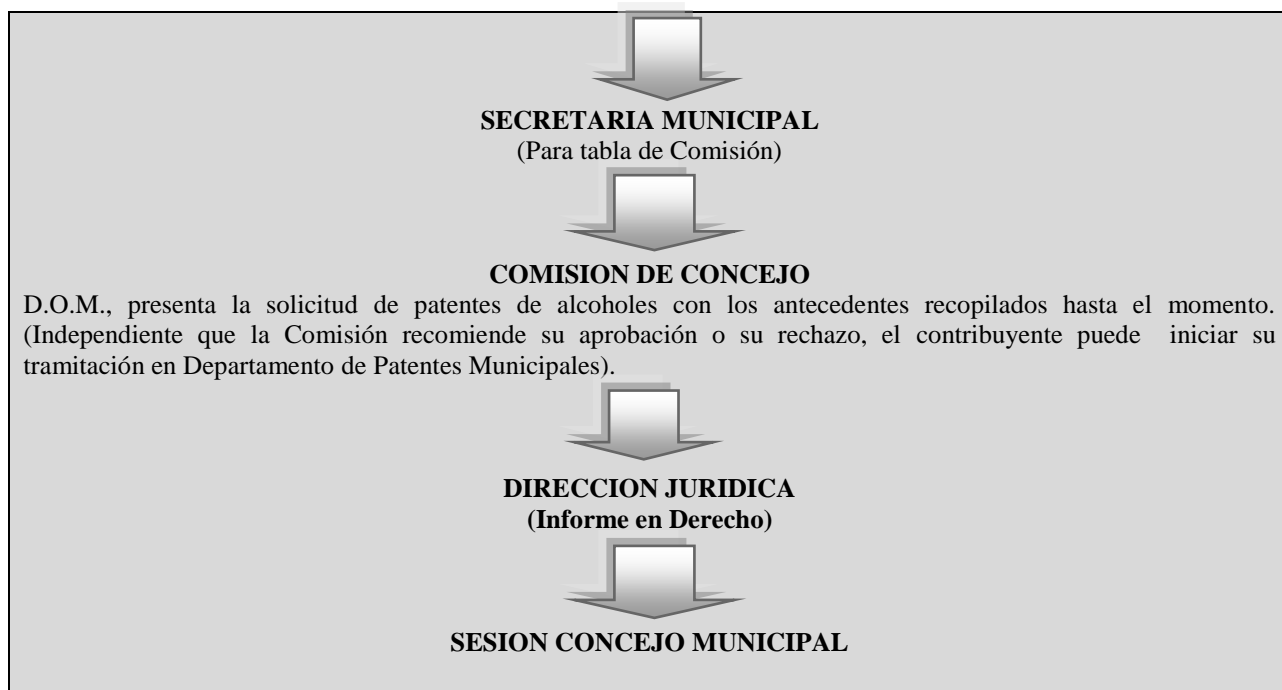 SECRETARIA MUNICIPAL
(Para tabla de Comisión)
COMISION DE CONCEJO
D.O.M., presenta la solicitud de patentes de alcoholes con los antecedentes recopilados hasta el momento.
(Independiente que la Comisión recomiende su aprobación o su rechazo, el contribuyente puede iniciar su
tramitación en Departamento de Patentes Municipales).
DIRECCION JURIDICA
(Informe en Derecho)
SESION CONCEJO MUNICIPAL